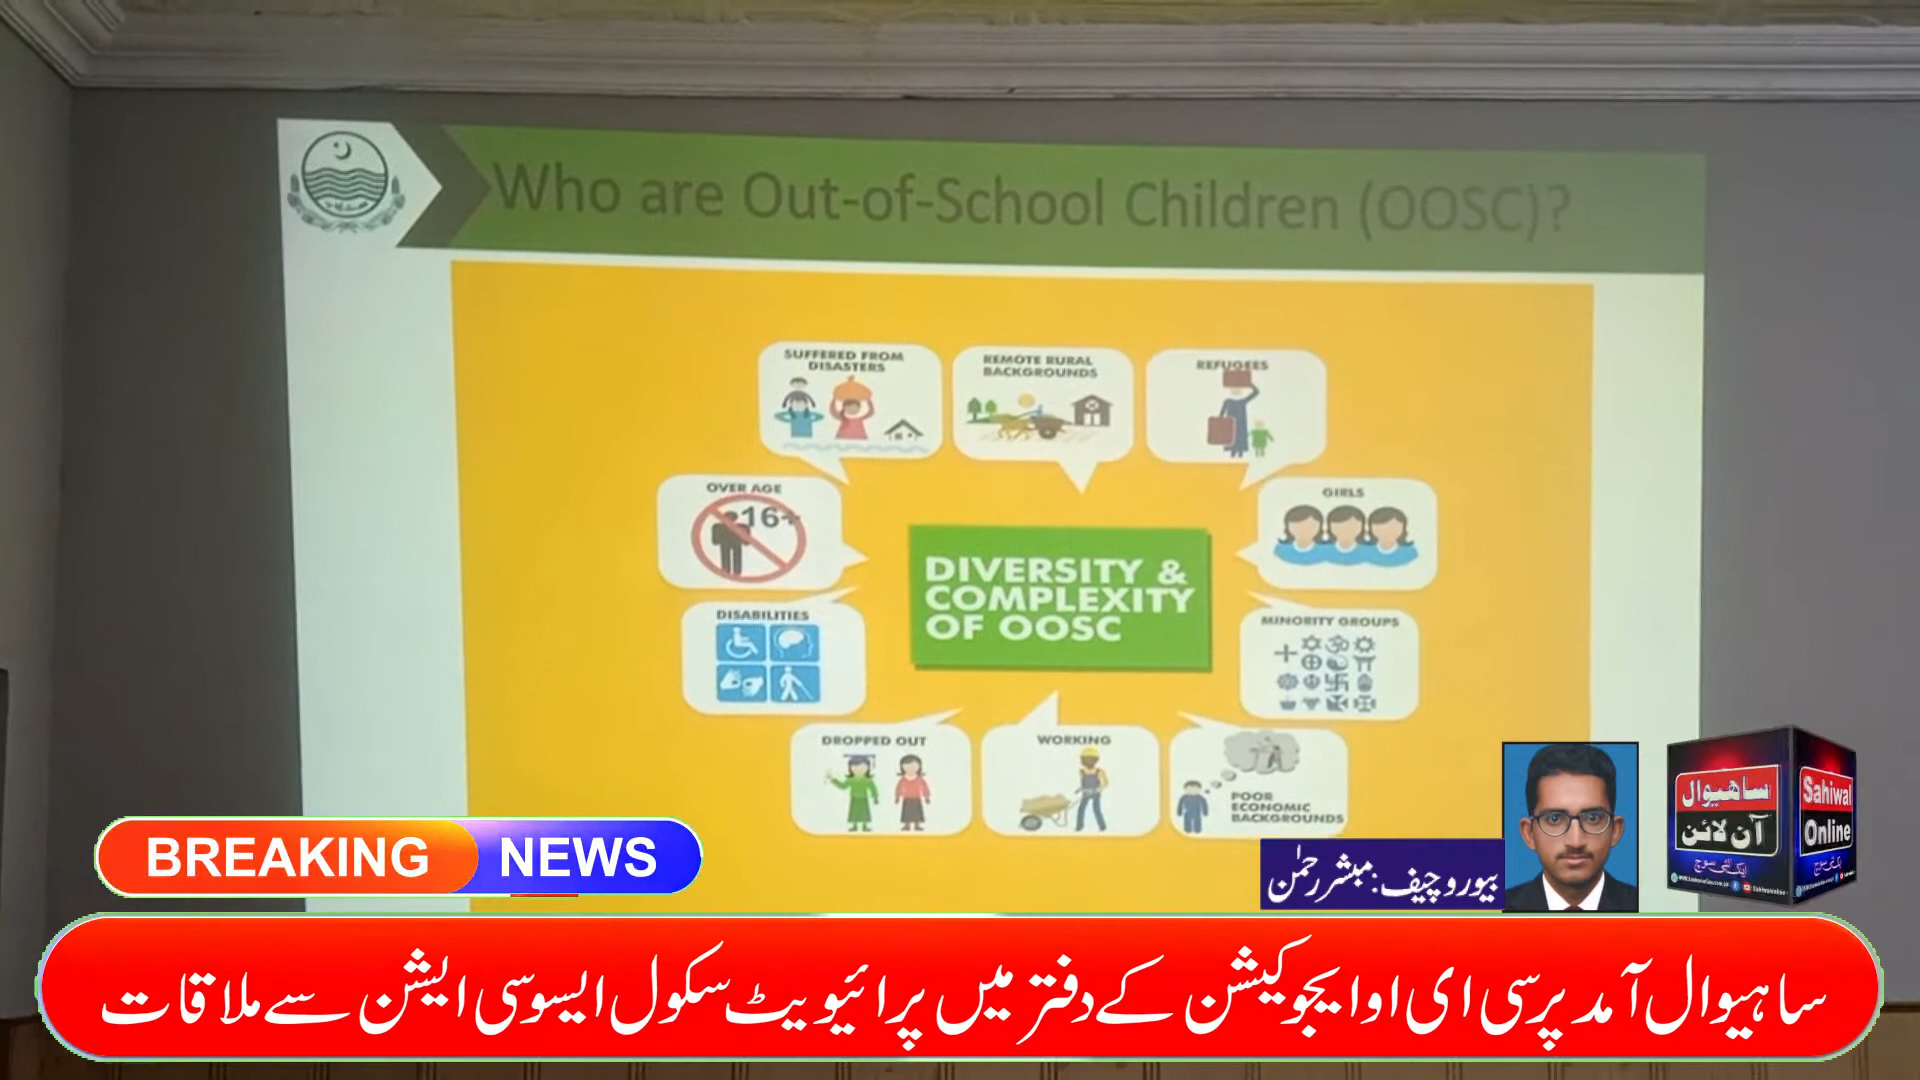 Who are Out-of-School Children (OOSC)?
SUFFERED FROM
DISASTERS
REMOTE RURAL
BACKGROUNDS
REFUGEES
OVER AGE
16+
GIRLS
DIVERSITY &
COMPLEXITY
OF OOSC
DISABILITIES
MINORITY GROUPS
DROPPED OUT
WORKING
POOR
ECONOMIC
BACKGROUNDS
ساہیوال
آن لائن
ایک نئی سوچ
Sahiwal
Online
BREAKING NEWS
بیورو چیف: مبشر رحمٰن
ساہیوال آمد پر سی ای او ایجوکیشن کے دفتر میں پرائیویٹ سکول ایسوسی ایشن سے ملاقات